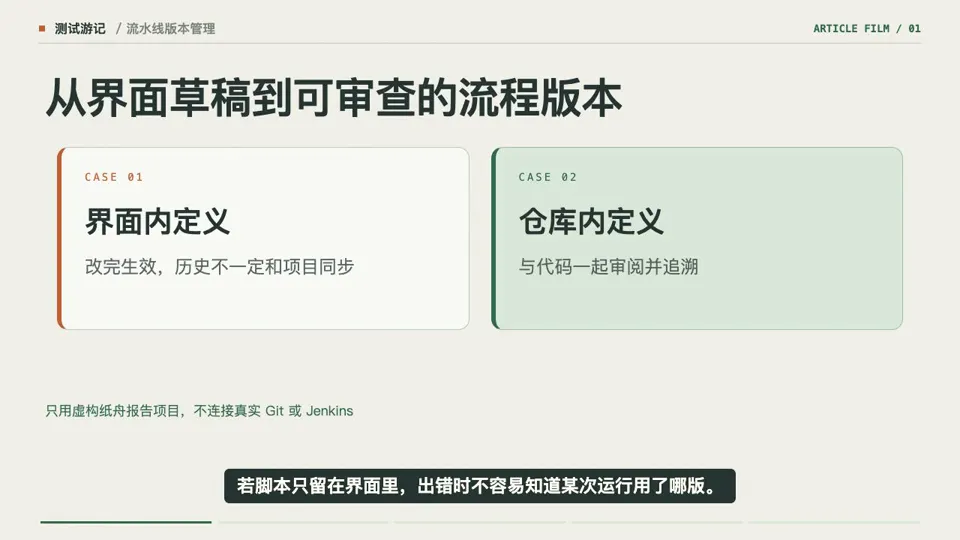 测试游记 / 流水线版本管理
ARTICLE FILM / 01
从界面草稿到可审查的流程版本
CASE 01
界面内定义
改完生效，历史不一定和项目同步
CASE 02
仓库内定义
与代码一起审阅并追溯
只用虚构纸舟报告项目，不连接真实 Git 或 Jenkins
若脚本只留在界面里，出错时不容易知道某次运行用了哪版。